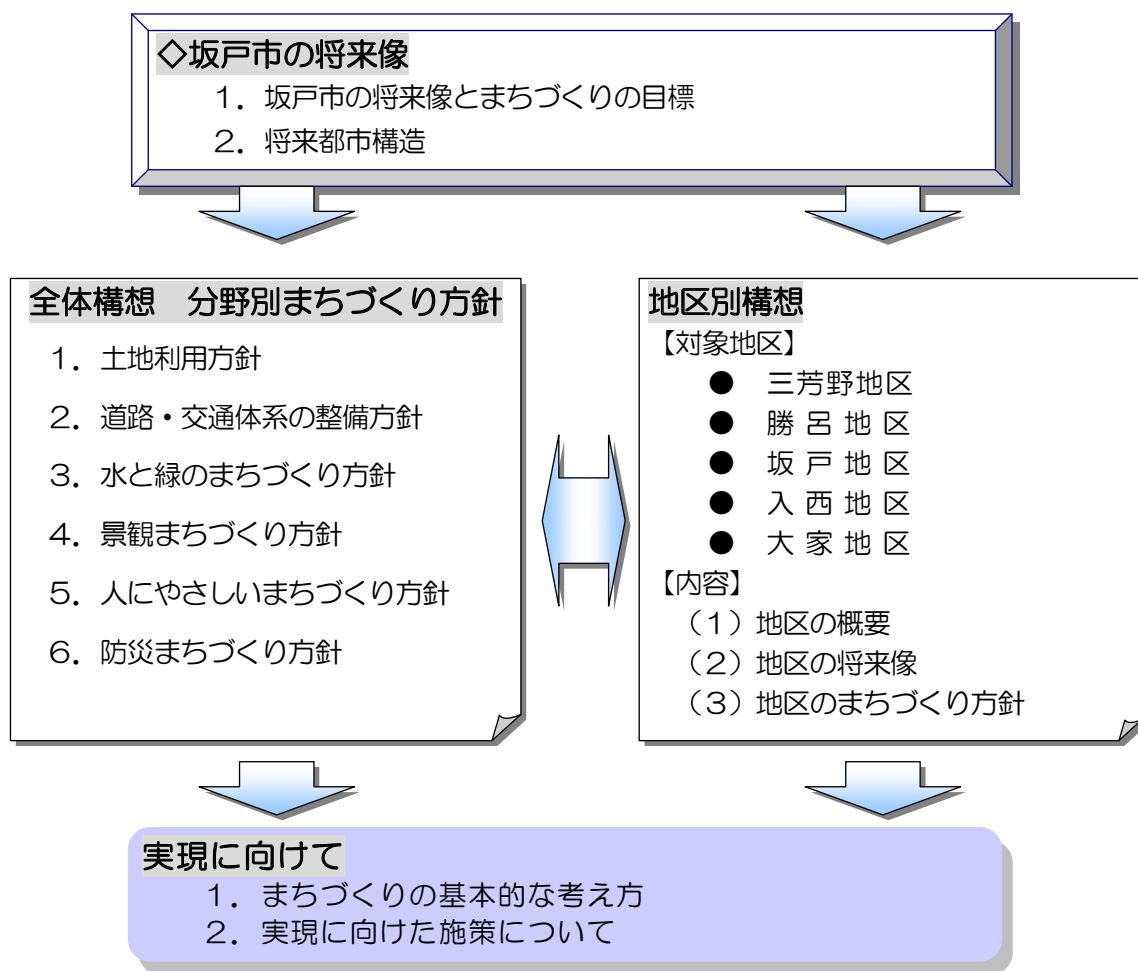 ◇坂戸市の将来像
１．坂戸市の将来像とまちづくりの目標
２．将来都市構造
全体構想　分野別まちづくり方針
１．土地利用方針
２．道路・交通体系の整備方針
３．水と緑のまちづくり方針
４．景観まちづくり方針
５．人にやさしいまちづくり方針
６．防災まちづくり方針
地区別構想
【対象地区】
●　三芳野地区
●　勝 呂 地 区
●　坂 戸 地 区
●　入 西 地 区
●　大 家 地 区
【内容】
（１）地区の概要
（２）地区の将来像
（３）地区のまちづくり方針
実現に向けて
１．まちづくりの基本的な考え方
２．実現に向けた施策について